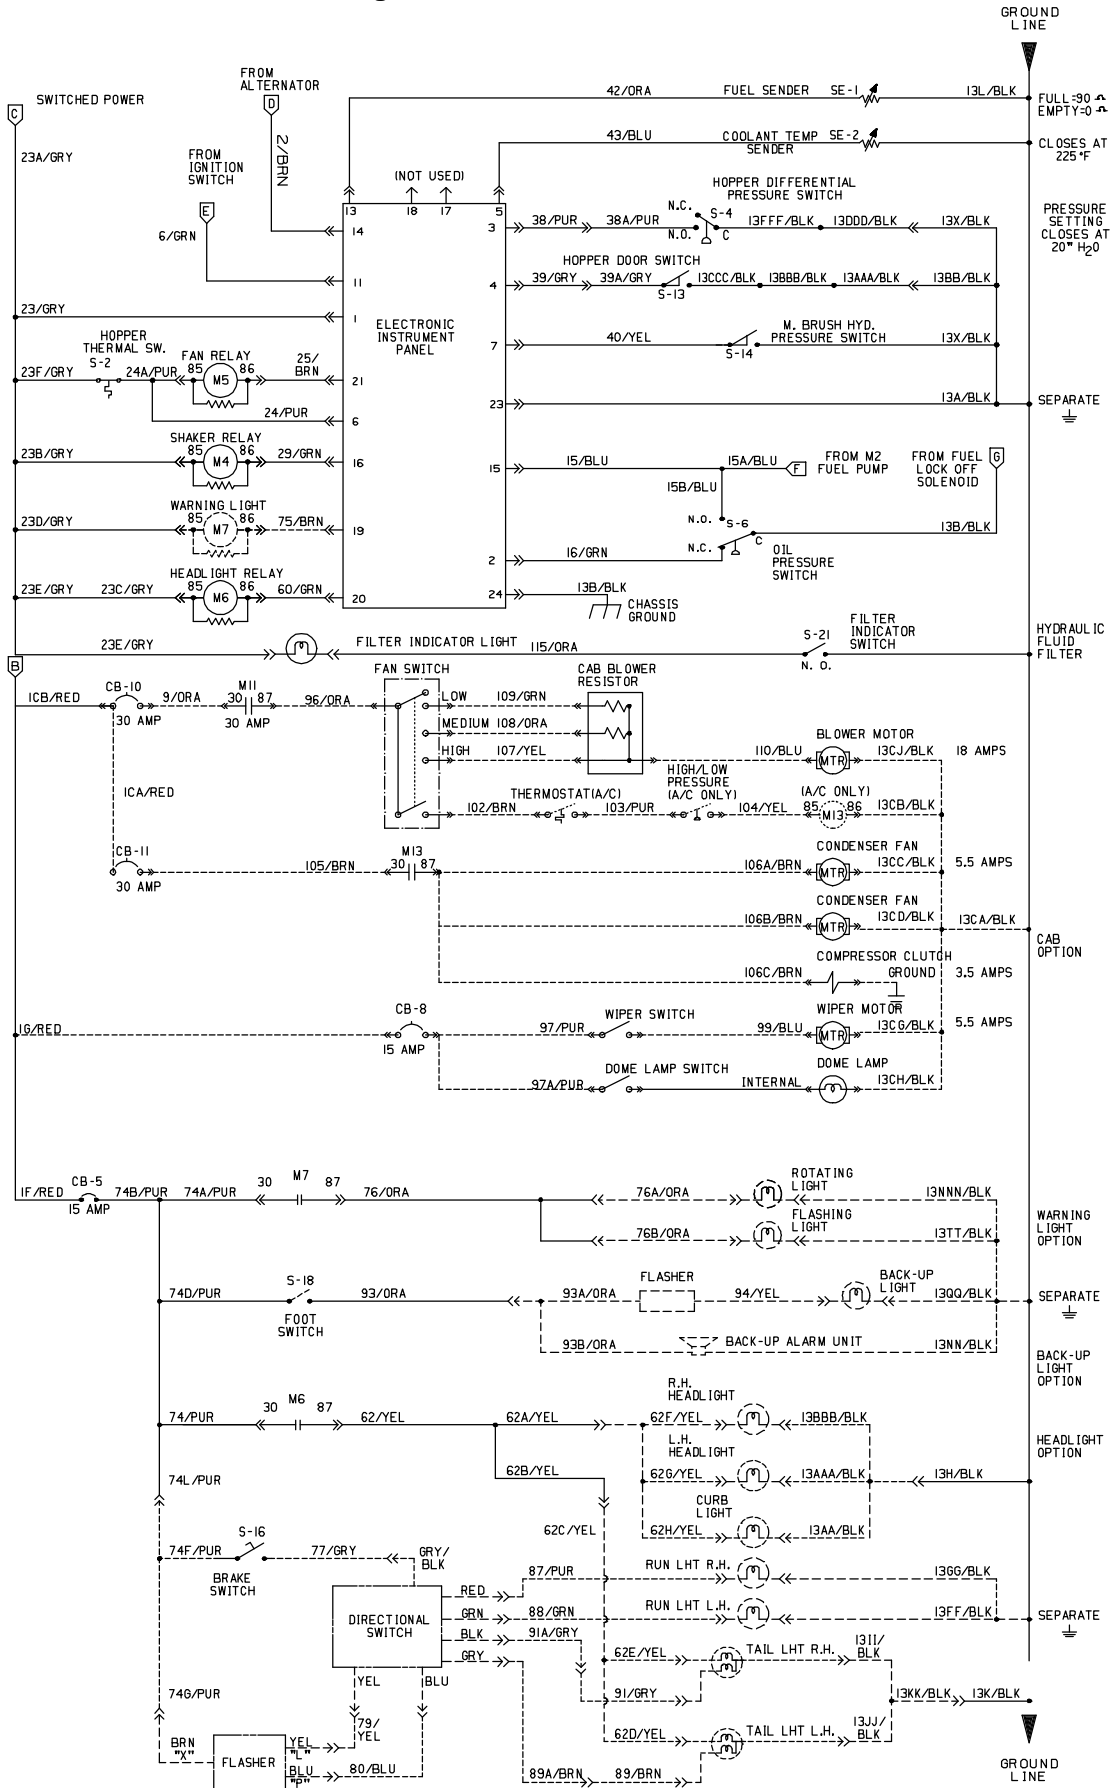 GROUND
LINE
FROM
ALTERNATOR
D
42/ORA
FUEL SENDER
SE-1
13L/BLK
FULL=90 Ω
EMPTY=0 Ω
C
SWITCHED POWER
2/BRN
43/BLU
COOLANT TEMP
SENDER
SE-2
CLOSES AT
225°F
23A/GRY
FROM
IGNITION
SWITCH
E
6/GRN
(NOT USED)
13
18
17
5
HOPPER DIFFERENTIAL
PRESSURE SWITCH
14
3
38/PUR
38A/PUR
N.C.
S-4
N.O.
C
13FFF/BLK
13DDD/BLK
13X/BLK
PRESSURE
SETTING
CLOSES AT
20" H2O
HOPPER DOOR SWITCH
11
4
39/GRY
39A/GRY
S-13
13CCC/BLK
13BBB/BLK
13AAA/BLK
13BB/BLK
23/GRY
1
ELECTRONIC
INSTRUMENT
PANEL
7
40/YEL
S-14
M. BRUSH HYD.
PRESSURE SWITCH
13X/BLK
HOPPER
THERMAL SW.
S-2
FAN RELAY
23F/GRY
24A/PUR
85
M5
86
25/
BRN
21
23
13A/BLK
SEPARATE
24/PUR
6
SHAKER RELAY
23B/GRY
85
M4
86
29/GRN
16
15
15/BLU
15A/BLU
F
FROM M2
FUEL PUMP
FROM FUEL
LOCK OFF
SOLENOID
G
15B/BLU
WARNING LIGHT
23D/GRY
85
M7
86
75/BRN
19
N.O.
S-6
N.C.
C
OIL
PRESSURE
SWITCH
13B/BLK
2
16/GRN
HEADLIGHT RELAY
23E/GRY
23C/GRY
85
M6
86
60/GRN
20
24
13B/BLK
CHASSIS
GROUND
23E/GRY
FILTER INDICATOR LIGHT
115/ORA
S-21
N. O.
FILTER
INDICATOR
SWITCH
HYDRAULIC
FLUID
FILTER
B
1CB/RED
CB-10
30 AMP
9/ORA
M11
30
87
30 AMP
96/ORA
FAN SWITCH
LOW
109/GRN
CAB BLOWER
RESISTOR
MEDIUM
108/ORA
HIGH
107/YEL
110/BLU
BLOWER MOTOR
MTR
13CJ/BLK
18 AMPS
1CA/RED
102/BRN
THERMOSTAT(A/C)
103/PUR
HIGH/LOW
PRESSURE
(A/C ONLY)
104/YEL
(A/C ONLY)
85
M13
86
13CB/BLK
CB-11
30 AMP
105/BRN
M13
30
87
106A/BRN
CONDENSER FAN
MTR
13CC/BLK
5.5 AMPS
106B/BRN
CONDENSER FAN
MTR
13CD/BLK
13CA/BLK
CAB
OPTION
106C/BRN
COMPRESSOR CLUTCH
GROUND
3.5 AMPS
1G/RED
CB-8
15 AMP
97/PUR
WIPER SWITCH
99/BLU
WIPER MOTOR
MTR
13CG/BLK
5.5 AMPS
97A/PUR
DOME LAMP SWITCH
INTERNAL
DOME LAMP
13CH/BLK
1F/RED
CB-5
15 AMP
74B/PUR
74A/PUR
30
M7
87
76/ORA
76A/ORA
ROTATING
LIGHT
13NNN/BLK
76B/ORA
FLASHING
LIGHT
13TT/BLK
WARNING
LIGHT
OPTION
74D/PUR
S-18
FOOT
SWITCH
93/ORA
93A/ORA
FLASHER
94/YEL
BACK-UP
LIGHT
13QQ/BLK
SEPARATE
93B/ORA
BACK-UP ALARM UNIT
13NN/BLK
BACK-UP
LIGHT
OPTION
74/PUR
30
M6
87
62/YEL
62A/YEL
62F/YEL
R.H.
HEADLIGHT
13BBB/BLK
HEADLIGHT
OPTION
74L/PUR
62B/YEL
62G/YEL
L.H.
HEADLIGHT
13AAA/BLK
13H/BLK
62C/YEL
62H/YEL
CURB
LIGHT
13AA/BLK
74F/PUR
S-16
BRAKE
SWITCH
77/GRY
GRY/
BLK
87/PUR
RUN LHT R.H.
13GG/BLK
DIRECTIONAL
SWITCH
RED
GRN
88/GRN
RUN LHT L.H.
13FF/BLK
SEPARATE
BLK
91A/GRY
GRY
62E/YEL
TAIL LHT R.H.
13II/
BLK
YEL
BLU
91/GRY
13KK/BLK
13K/BLK
74G/PUR
79/
YEL
62D/YEL
TAIL LHT L.H.
13JJ/
BLK
BRN
"X"
FLASHER
YEL
"L"
BLU
"P"
80/BLU
89A/BRN
89/BRN
GROUND
LINE